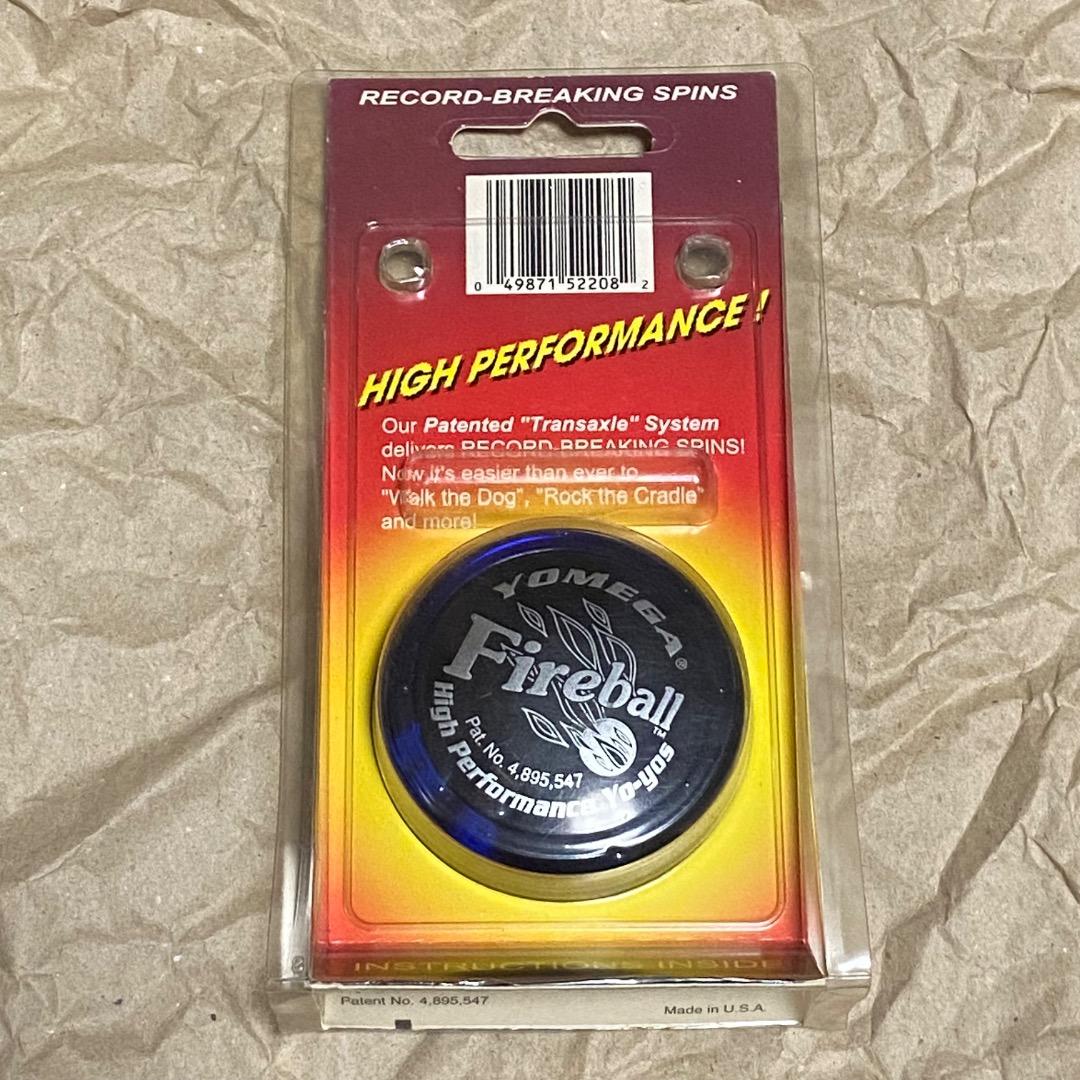 RECORD-BREAKING SPINS
0 49871 52208 2
HIGH PERFORMANCE !
Our Patented "Transaxle" System
delivers RECORD-BREAKING SPINS!
Now it's easier than ever to
"Walk the Dog", "Rock the Cradle"
and more!
YOMEGA®
Fireball™
Pat. No. 4,895,547
High Performance Yo-yos
INSTRUCTIONS INSIDE
Patent No. 4,895,547
Made in U.S.A.